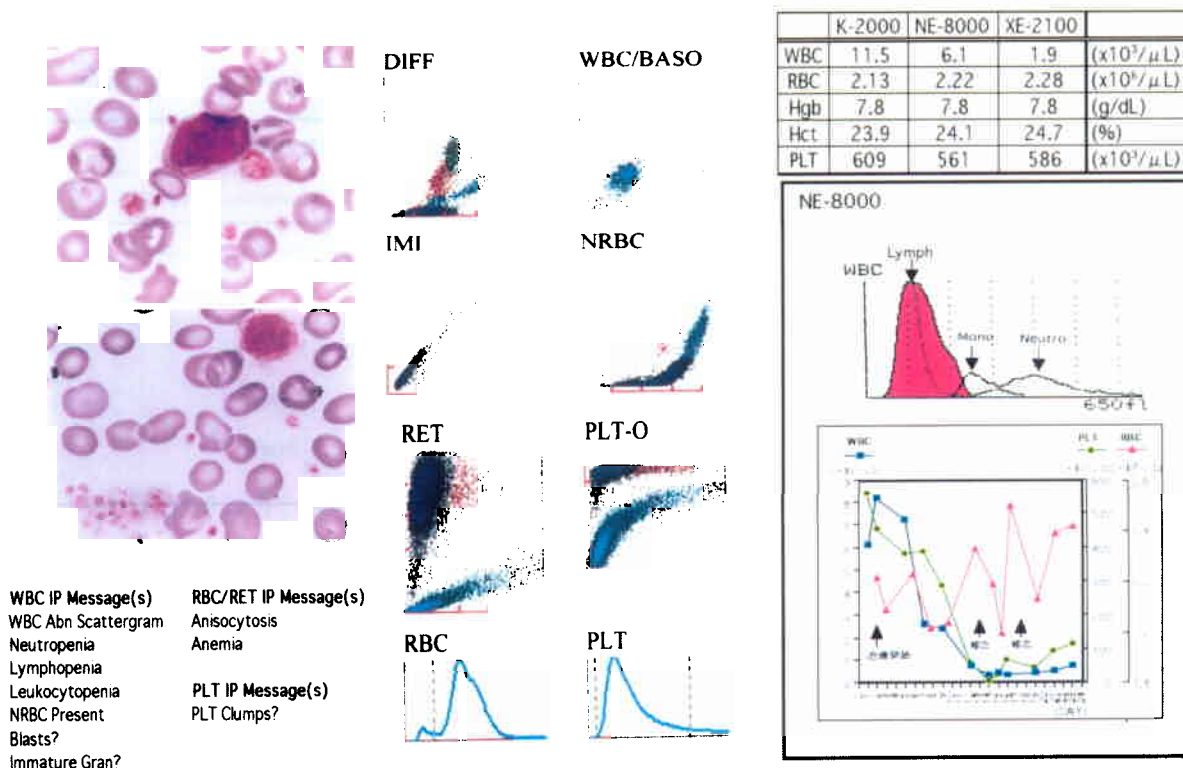 DIFF
WBC/BASO
IMI
NRBC
RET
PLT-O
RBC
PLT
WBC IP Message(s)
WBC Abn Scattergram
Neutropenia
Lymphopenia
Leukocytopenia
NRBC Present
Blasts?
Immature Gran?
RBC/RET IP Message(s)
Anisocytosis
Anemia
PLT IP Message(s)
PLT Clumps?
K-2000 NE-8000 XE-2100
WBC 11.5 6.1 1.9 (x10³/μL)
RBC 2.13 2.22 2.28 (x10⁶/μL)
Hgb 7.8 7.8 7.8 (g/dL)
Hct 23.9 24.1 24.7 (%)
PLT 609 561 586 (x10³/μL)
NE-8000
Lymph
WBC
Mono
Neutro
650fl
WBC
PLT
RBC